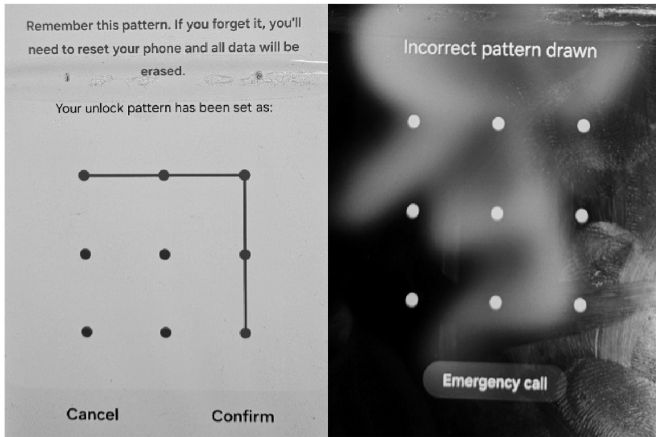 Remember this pattern. If you forget it, you'll
need to reset your phone and all data will be
erased.
Your unlock pattern has been set as:
Cancel
Confirm
Incorrect pattern drawn
Emergency call